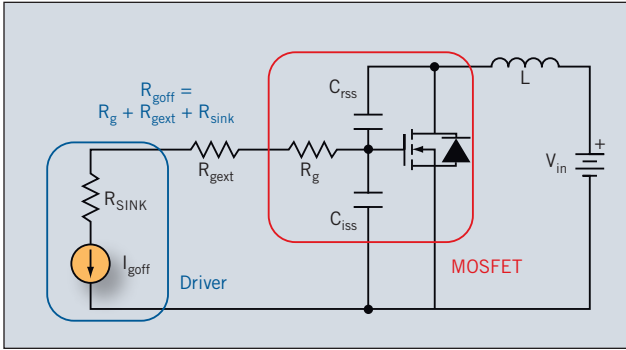 R_goff =
R_g + R_gext + R_sink
C_rss
L
R_gext
R_g
V_in
+
R_SINK
C_iss
I_goff
Driver
MOSFET